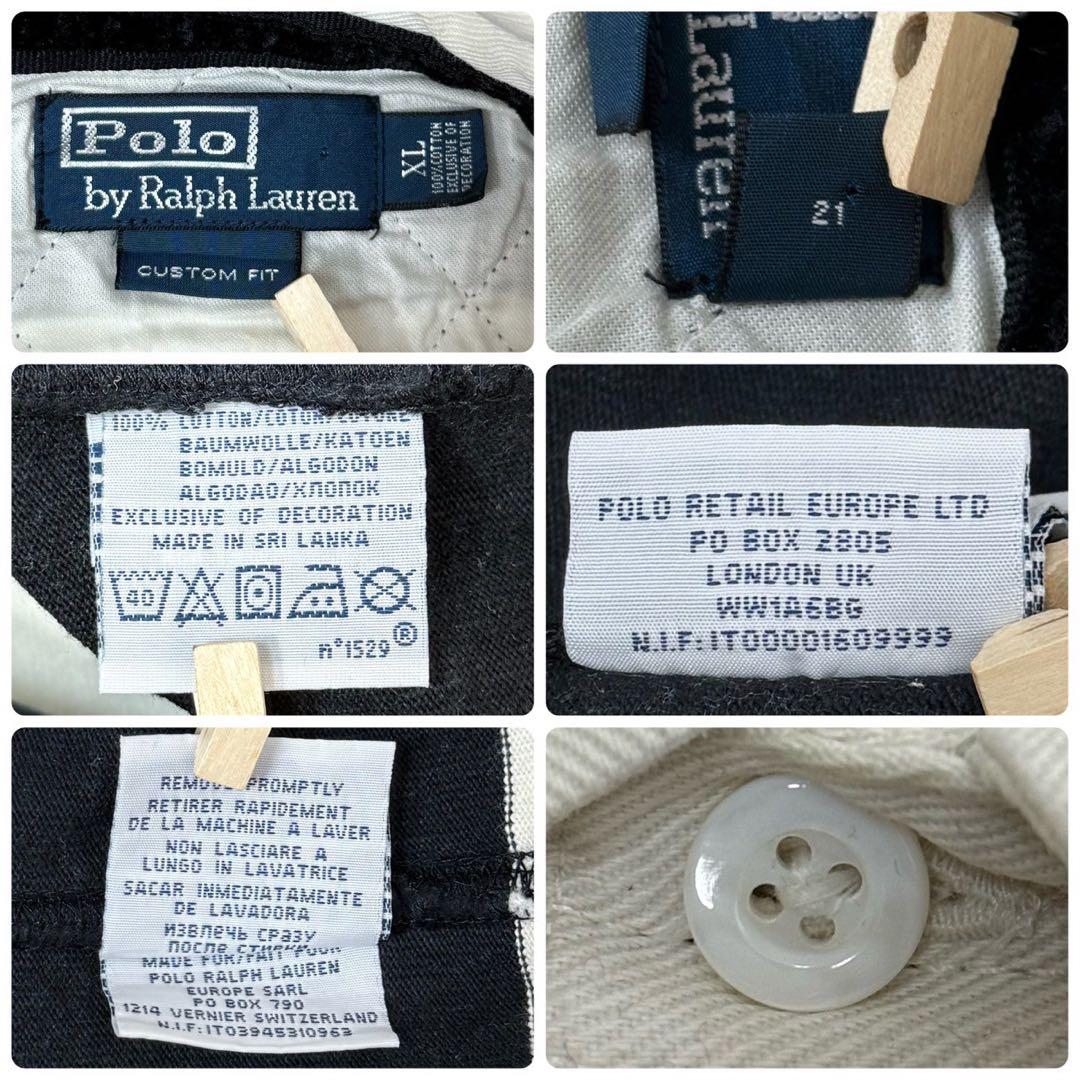 Polo
by Ralph Lauren
XL
100%COTTON
EXCLUSIVE OF
DECORATION
CUSTOM FIT
Lauren
100% COTTON/COTON/
BAUMWOLLE/KATOEN
BOMULD/ALGODON
ALGODAO/ХЛОПОК
EXCLUSIVE OF DECORATION
MADE IN SRI LANKA
40
n°1529®
POLO RETAIL EUROPE LTD
PO BOX 2805
LONDON UK
WW1A6BG
N.I.F:IT00001609999
REMOVE PROMPTLY
RETIRER RAPIDEMENT
DE LA MACHINE A LAVER
NON LASCIARE A
LUNGO IN LAVATRICE
SACAR INMEDIATAMENTE
DE LAVADORA
ИЗВЛЕЧЬ СРАЗУ
ПОСЛЕ
MADE FOR/FAIT POUR
POLO RALPH LAUREN
EUROPE SARL
PO BOX 790
1214 VERNIER SWITZERLAND
N.I.F:IT03945310963